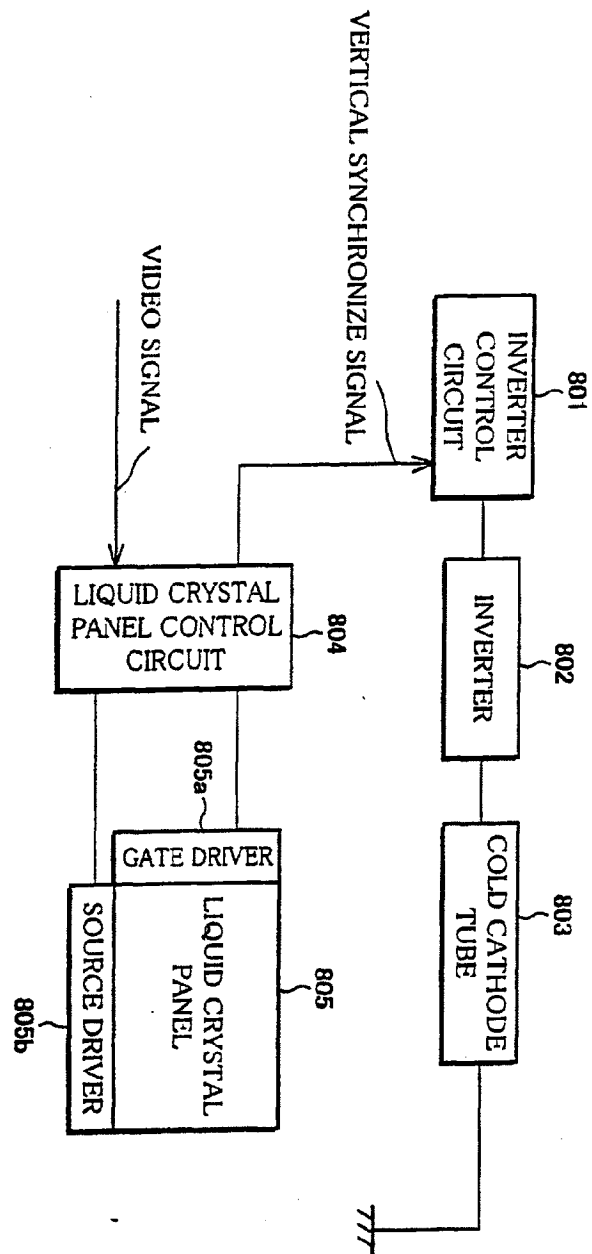 801
INVERTER
CONTROL
CIRCUIT
802
INVERTER
803
COLD CATHODE
TUBE
VERTICAL SYNCHRONIZE SIGNAL
VIDEO SIGNAL
804
LIQUID CRYSTAL
PANEL CONTROL
CIRCUIT
805a
GATE DRIVER
805
LIQUID CRYSTAL
PANEL
SOURCE DRIVER
805b